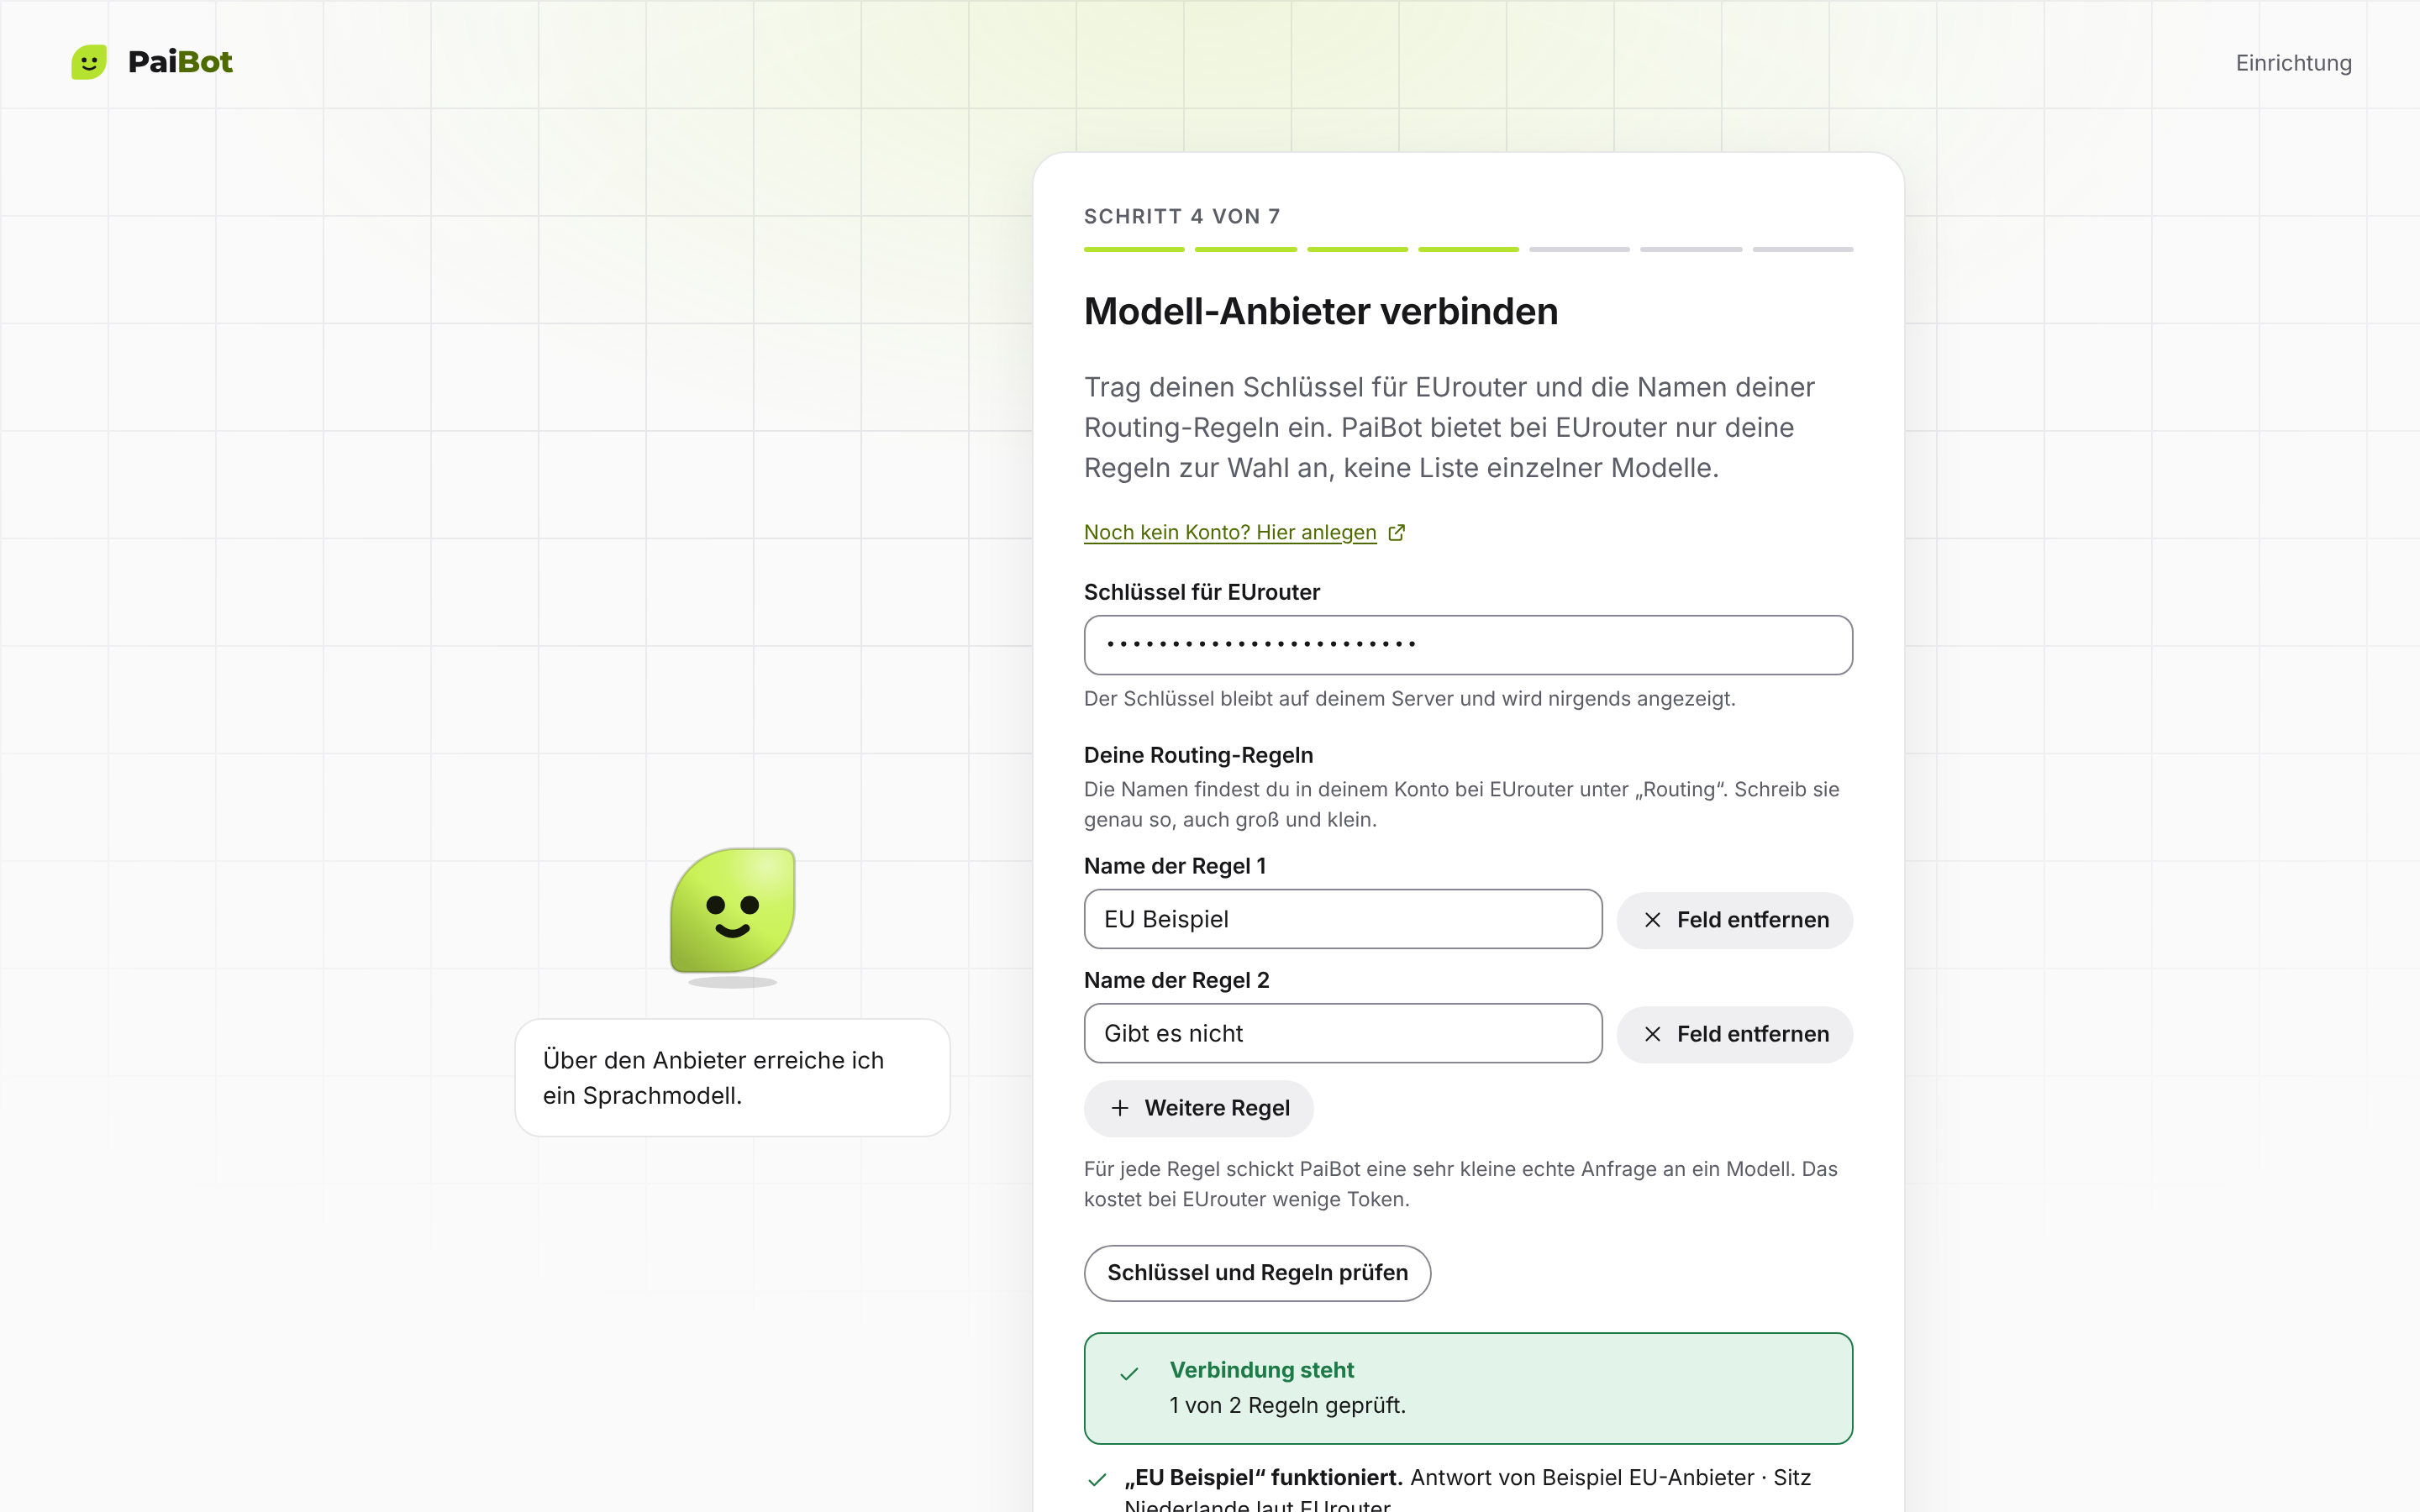 PaiBot
Einrichtung
SCHRITT 4 VON 7
Modell-Anbieter verbinden
Trag deinen Schlüssel für EUrouter und die Namen deiner
Routing-Regeln ein. PaiBot bietet bei EUrouter nur deine
Regeln zur Wahl an, keine Liste einzelner Modelle.
Noch kein Konto? Hier anlegen
Schlüssel für EUrouter
••••••••••••••••••••••••
Der Schlüssel bleibt auf deinem Server und wird nirgends angezeigt.
Deine Routing-Regeln
Die Namen findest du in deinem Konto bei EUrouter unter „Routing“. Schreib sie
genau so, auch groß und klein.
Name der Regel 1
EU Beispiel
Feld entfernen
Name der Regel 2
Gibt es nicht
Feld entfernen
Weitere Regel
Für jede Regel schickt PaiBot eine sehr kleine echte Anfrage an ein Modell. Das
kostet bei EUrouter wenige Token.
Schlüssel und Regeln prüfen
Verbindung steht
1 von 2 Regeln geprüft.
„EU Beispiel“ funktioniert. Antwort von Beispiel EU-Anbieter · Sitz
Niederlande laut EUrouter
Über den Anbieter erreiche ich
ein Sprachmodell.